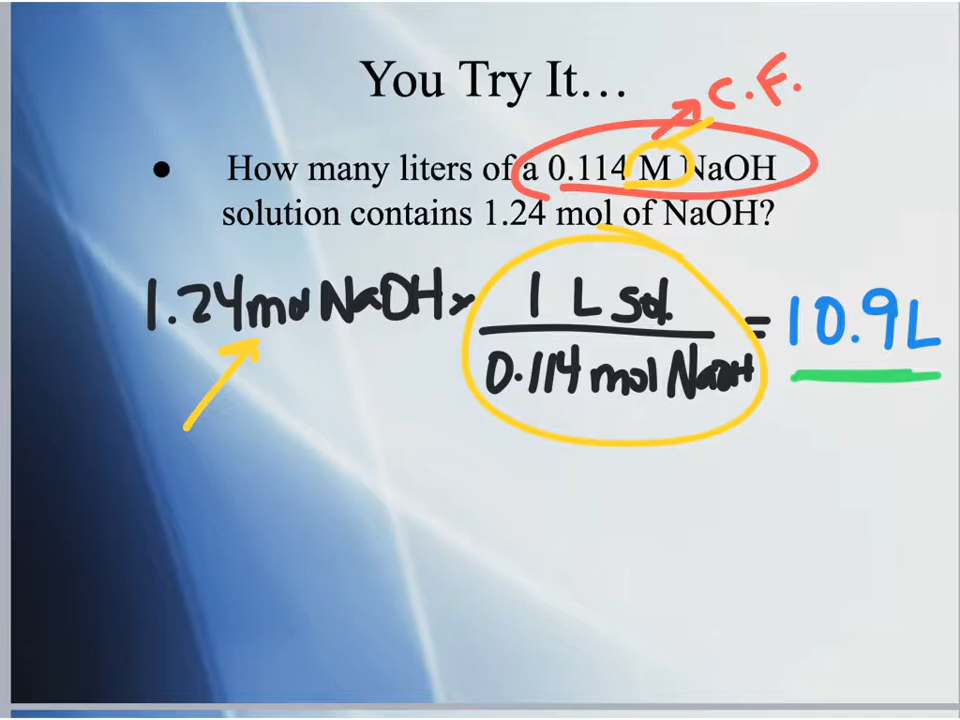 You Try It…
C.F.
● How many liters of a 0.114 M NaOH
solution contains 1.24 mol of NaOH?
1.24 mol NaOH x 1 L sol. / 0.114 mol NaOH = 10.9 L